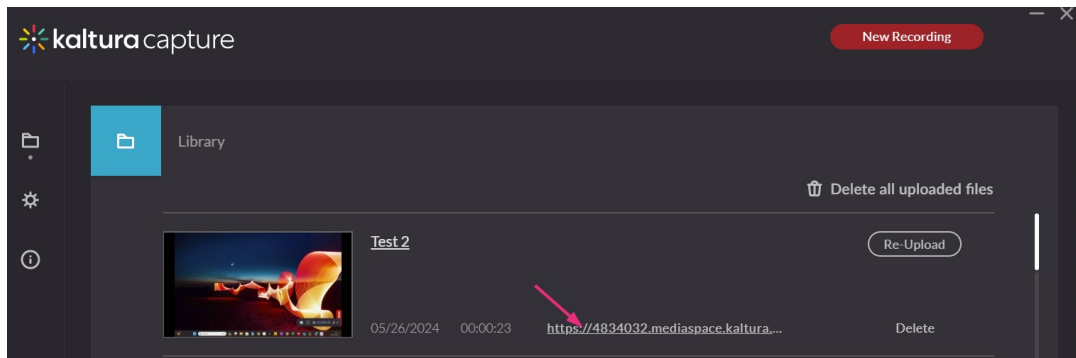 kaltura capture
New Recording
Library
Delete all uploaded files
Test 2
Re-Upload
05/26/2024 00:00:23 https://4834032.mediaspace.kaltura....
Delete